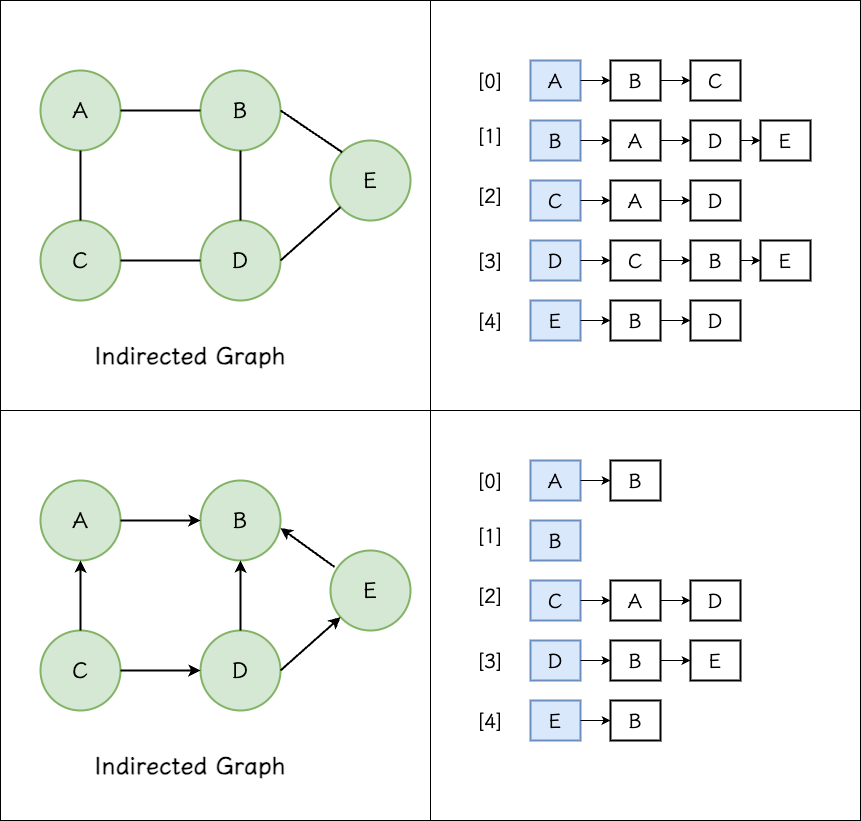 A B
E
C D
Indirected Graph
[0] A B C
[1] B A D E
[2] C A D
[3] D C B E
[4] E B D
A B
E
C D
Indirected Graph
[0] A B
[1] B
[2] C A D
[3] D B E
[4] E B